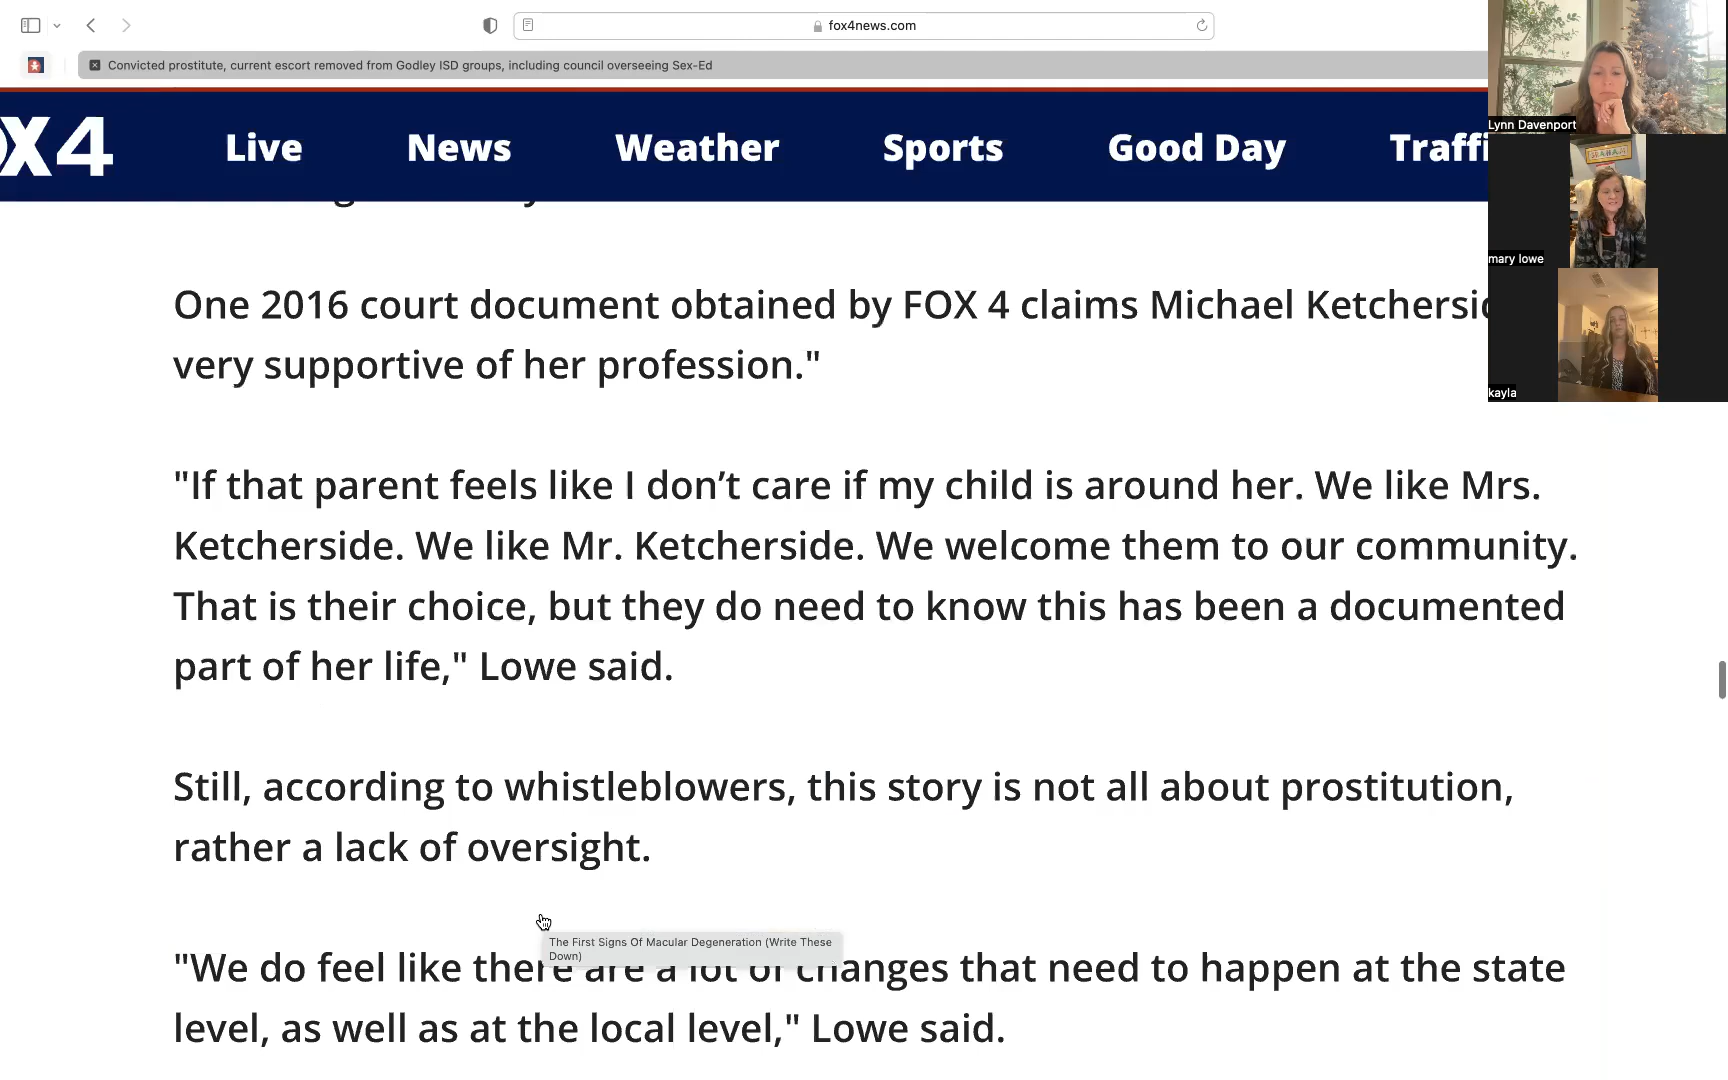 fox4news.com
Convicted prostitute, current escort removed from Godley ISD groups, including council overseeing Sex-Ed
X4 Live News Weather Sports Good Day Traffi
Lynn Davenport
mary lowe
kayla
One 2016 court document obtained by FOX 4 claims Michael Ketchersid
very supportive of her profession."
"If that parent feels like I don’t care if my child is around her. We like Mrs.
Ketcherside. We like Mr. Ketcherside. We welcome them to our community.
That is their choice, but they do need to know this has been a documented
part of her life," Lowe said.
Still, according to whistleblowers, this story is not all about prostitution,
rather a lack of oversight.
The First Signs Of Macular Degeneration (Write These
Down)
"We do feel like there are a lot of changes that need to happen at the state
level, as well as at the local level," Lowe said.